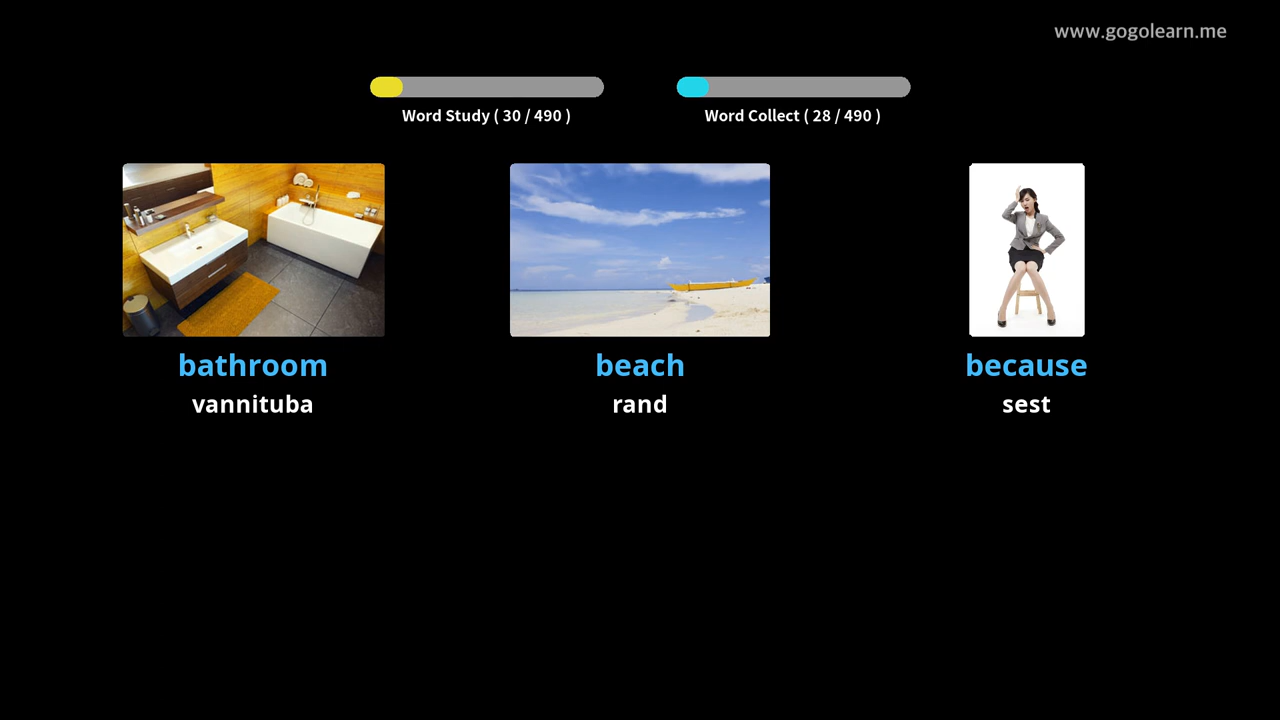 www.gogolearn.me
Word Study ( 30 / 490 )
Word Collect ( 28 / 490 )
bathroom
vannituba
beach
rand
because
sest